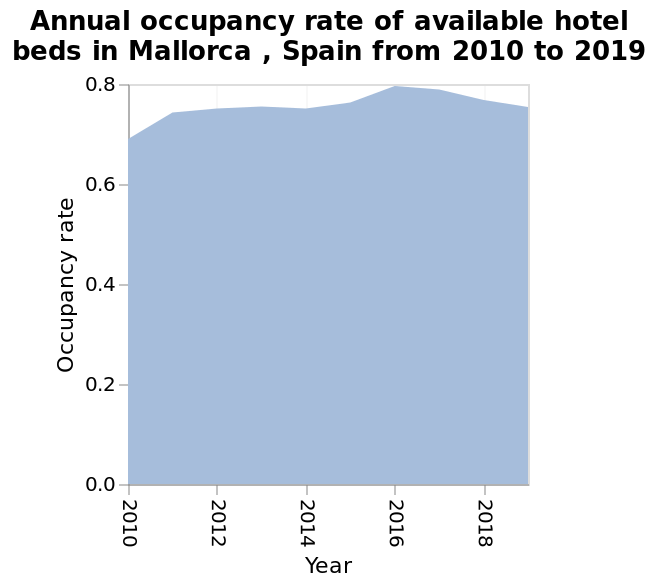 Annual occupancy rate of available hotel
beds in Mallorca , Spain from 2010 to 2019
0.8
0.6
0.4
0.2
0.0
Occupancy rate
2010
2012
2014
2016
2018
Year